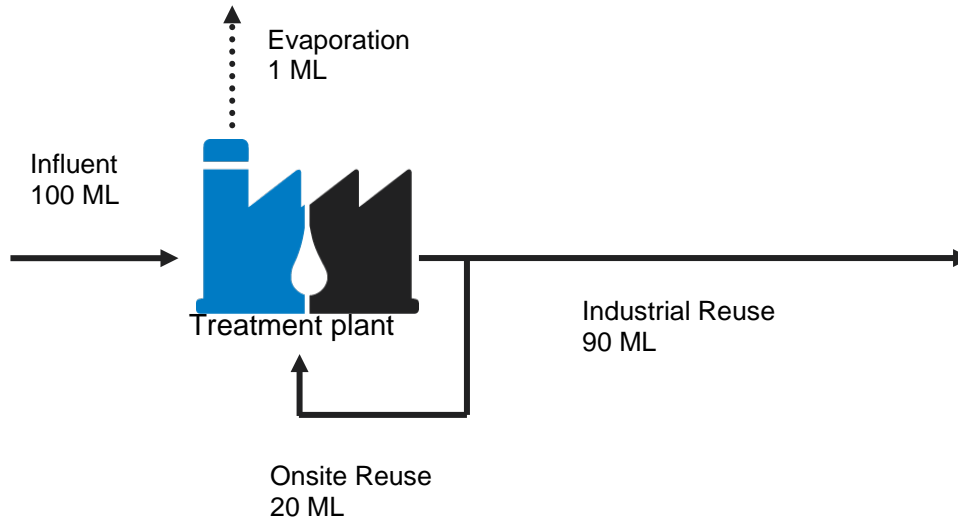 Evaporation
1 ML
Influent
100 ML
Treatment plant
Industrial Reuse
90 ML
Onsite Reuse
20 ML